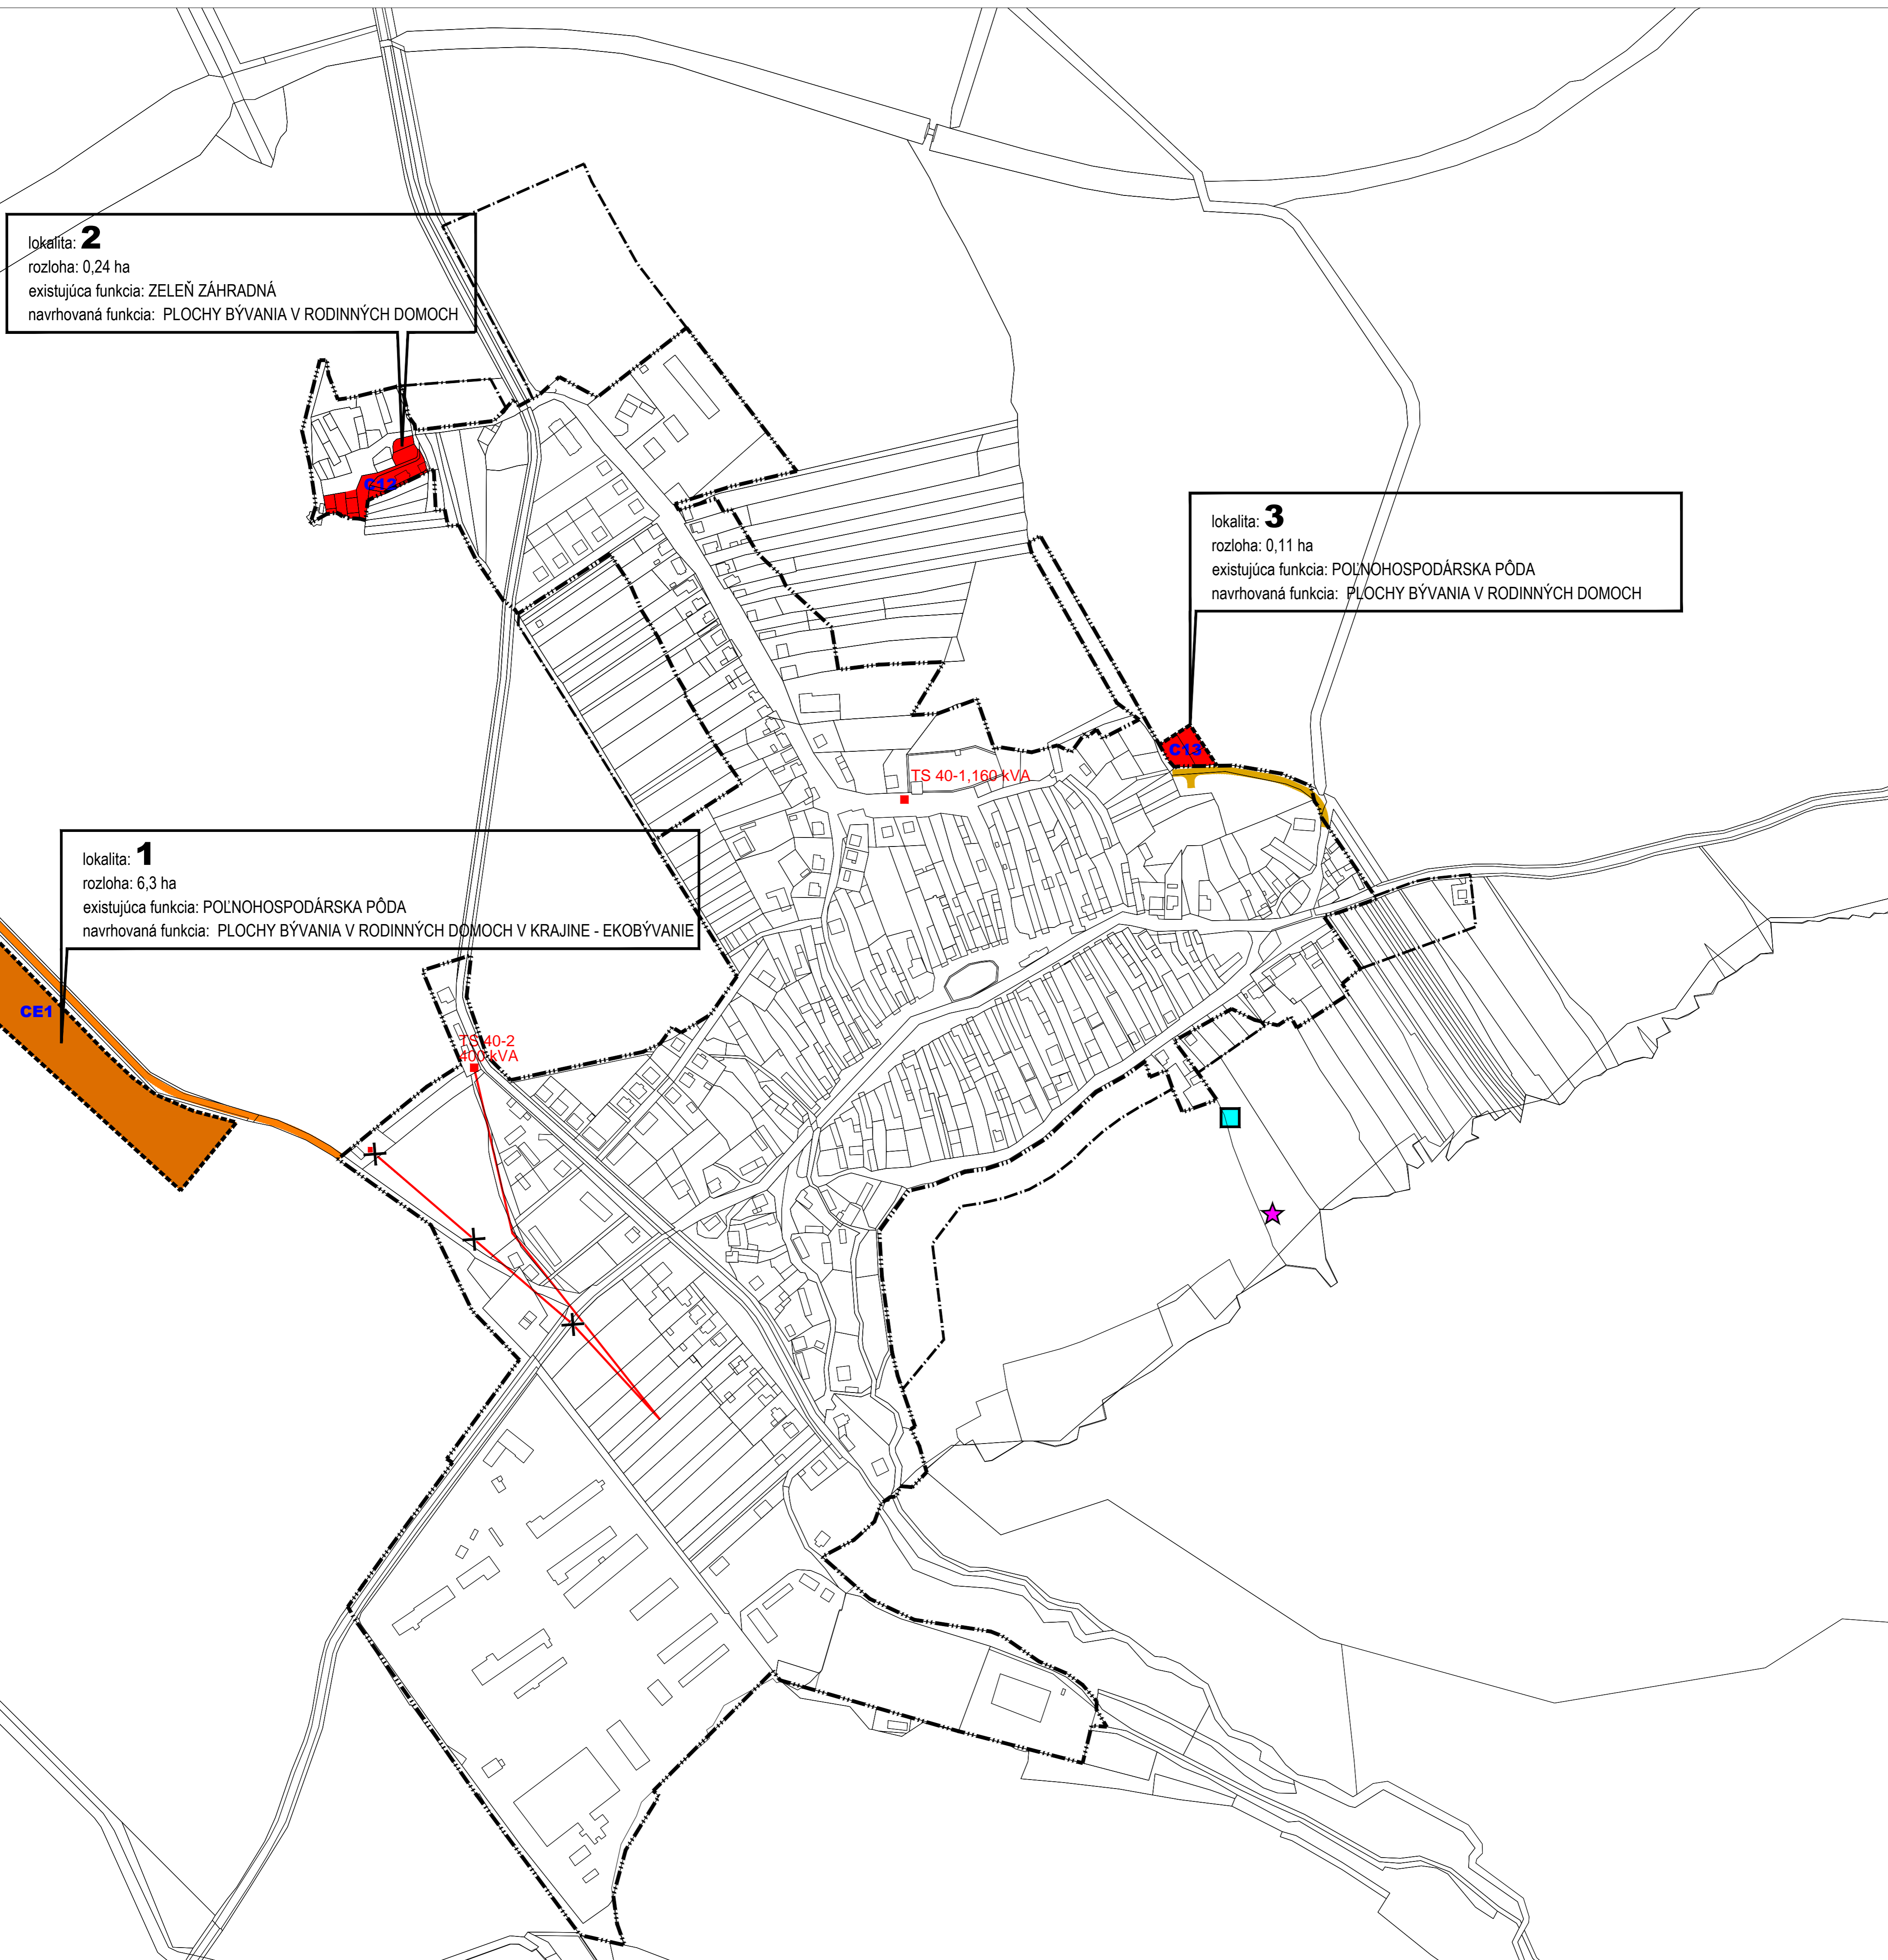 lokalita: 2
rozloha: 0,24 ha
existujúca funkcia: ZELEŇ ZÁHRADNÁ
navrhovaná funkcia: PLOCHY BÝVANIA V RODINNÝCH DOMOCH
C12
lokalita: 3
rozloha: 0,11 ha
existujúca funkcia: POĽNOHOSPODÁRSKA PÔDA
navrhovaná funkcia: PLOCHY BÝVANIA V RODINNÝCH DOMOCH
C13
TS 40-1,160 kVA
lokalita: 1
rozloha: 6,3 ha
existujúca funkcia: POĽNOHOSPODÁRSKA PÔDA
navrhovaná funkcia: PLOCHY BÝVANIA V RODINNÝCH DOMOCH V KRAJINE - EKOBÝVANIE
CE1
TS 40-2
400 kVA